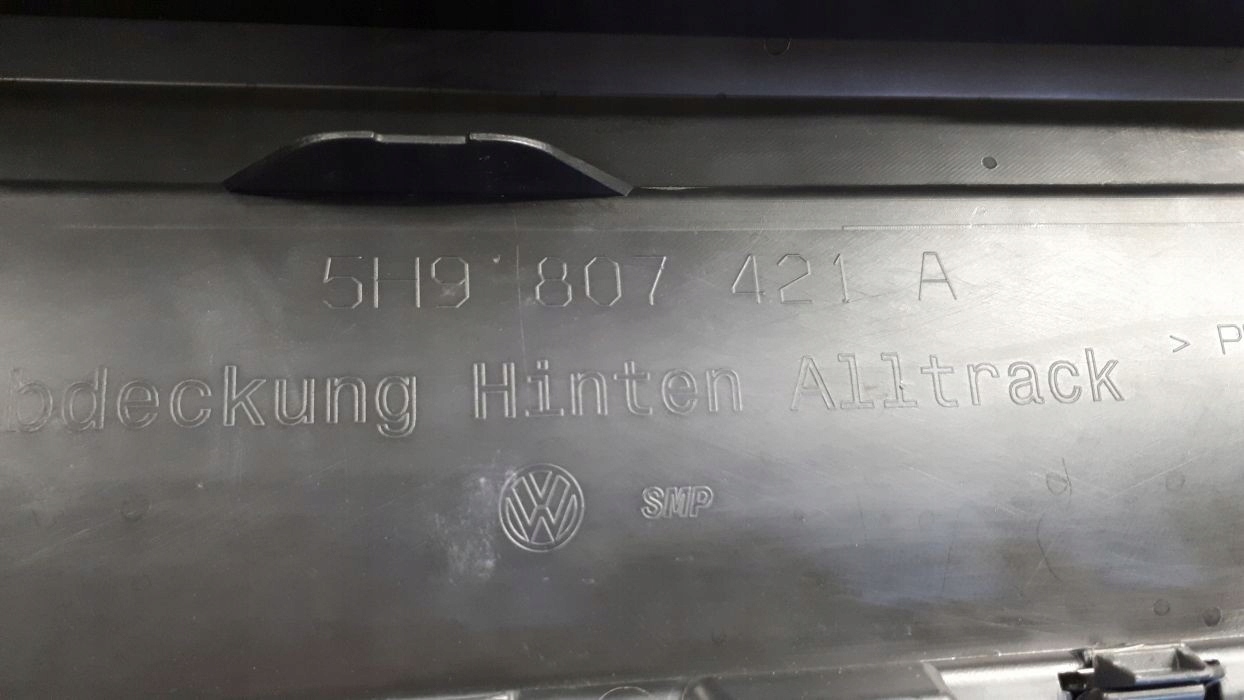 5H9 807 421 A
bdeckung Hinten Alltrack > P
SMP